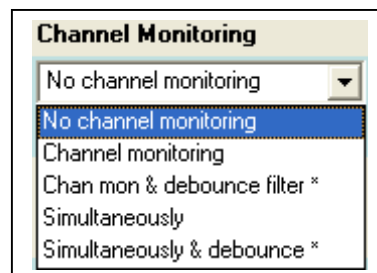 Channel Monitoring
No channel monitoring
No channel monitoring
Channel monitoring
Chan mon & debounce filter *
Simultaneously
Simultaneously & debounce *